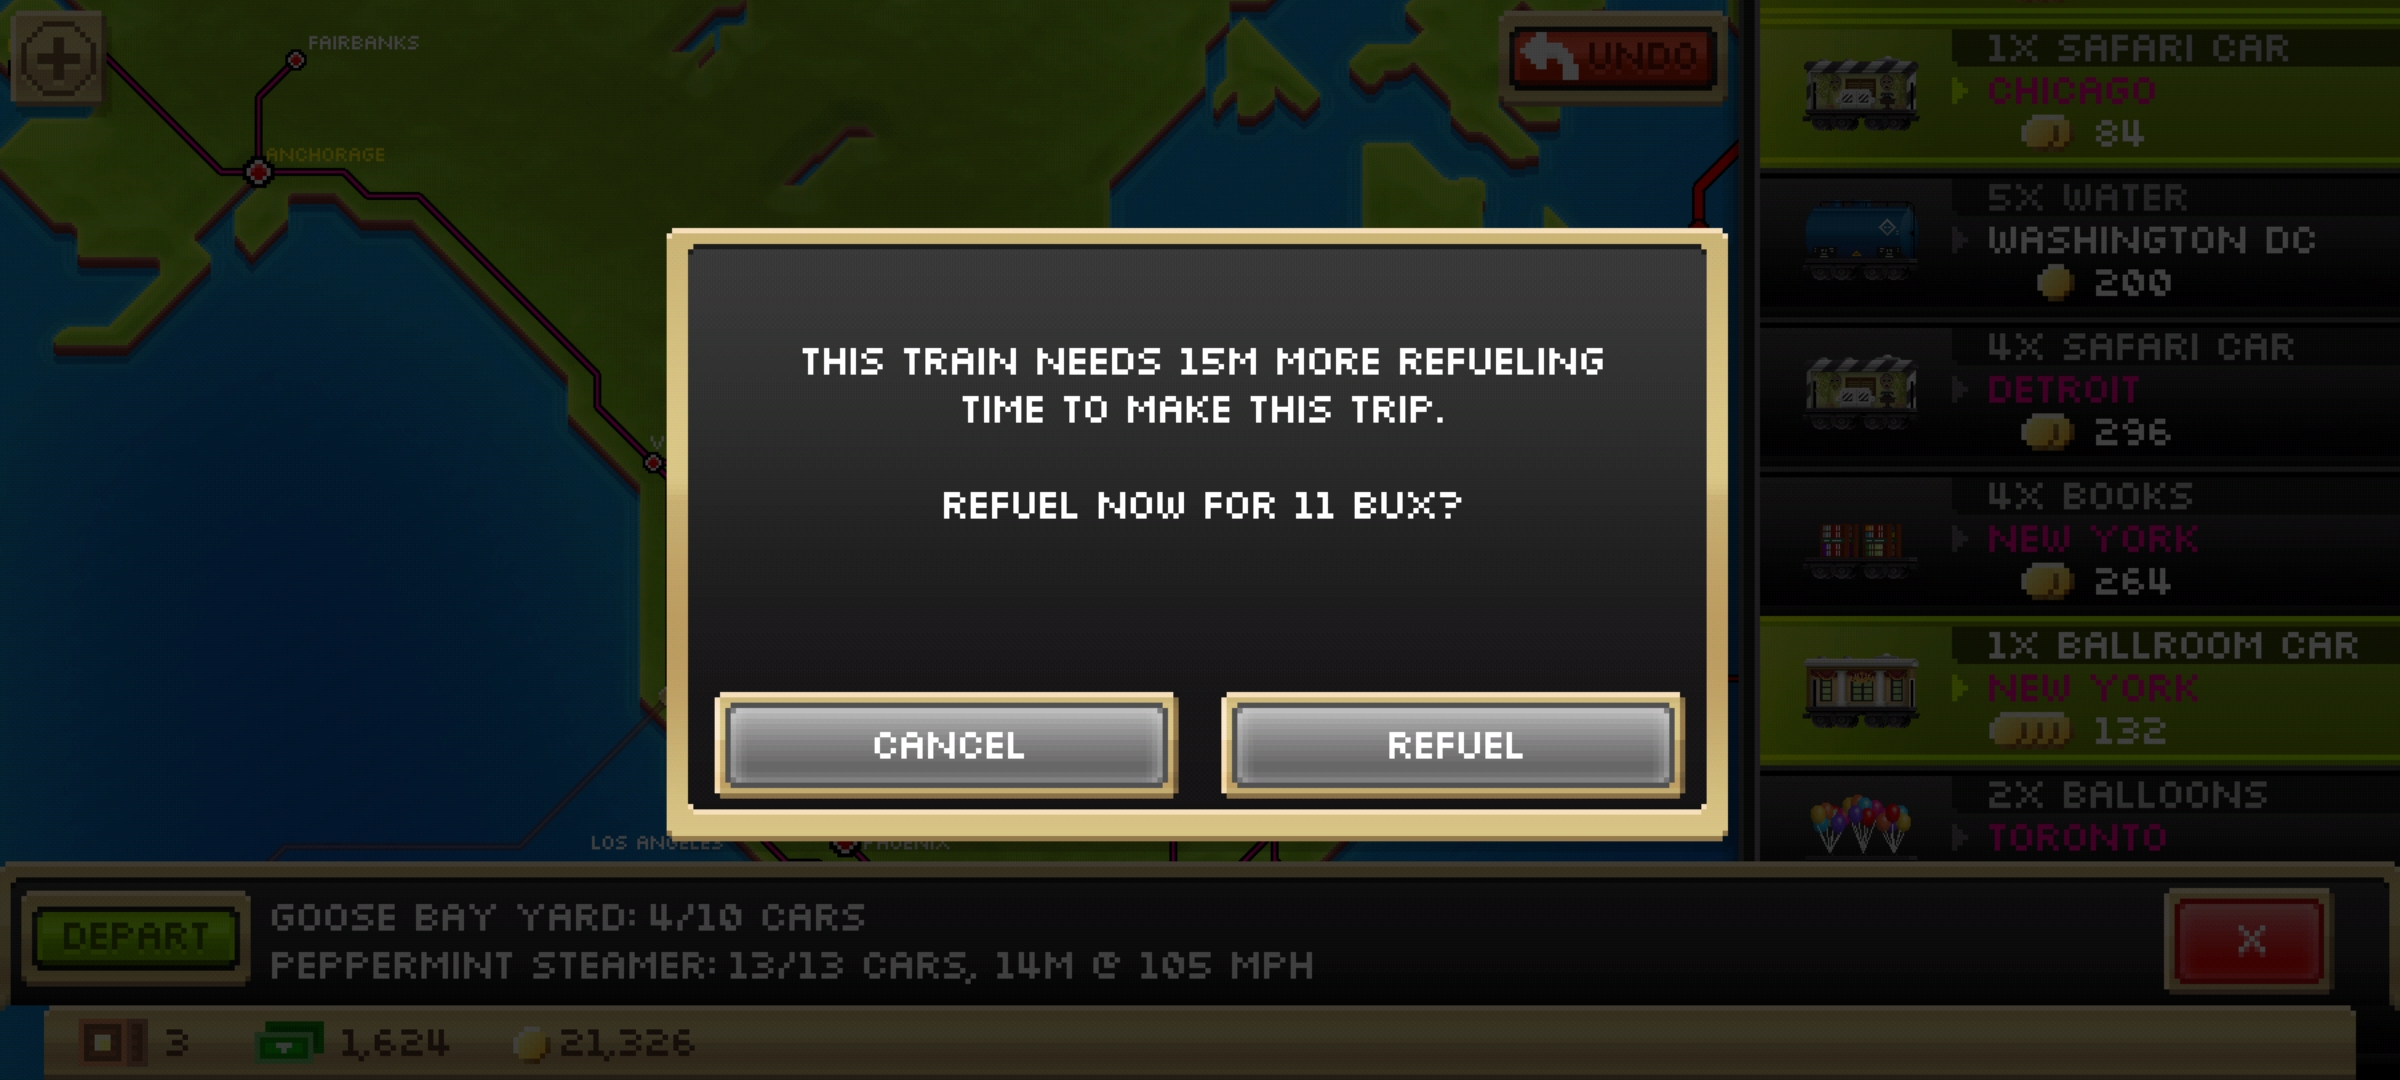 FAIRBANKS
ANCHORAGE
UNDO
V
LOS ANGELES
PHOENIX
THIS TRAIN NEEDS 15M MORE REFUELING
TIME TO MAKE THIS TRIP.
REFUEL NOW FOR 11 BUX?
CANCEL
REFUEL
1X SAFARI CAR
CHICAGO
84
5X WATER
WASHINGTON DC
200
4X SAFARI CAR
DETROIT
296
4X BOOKS
NEW YORK
264
1X BALLROOM CAR
NEW YORK
132
2X BALLOONS
TORONTO
DEPART
GOOSE BAY YARD: 4/10 CARS
PEPPERMINT STEAMER: 13/13 CARS, 14M @ 105 MPH
X
3
1,624
21,326